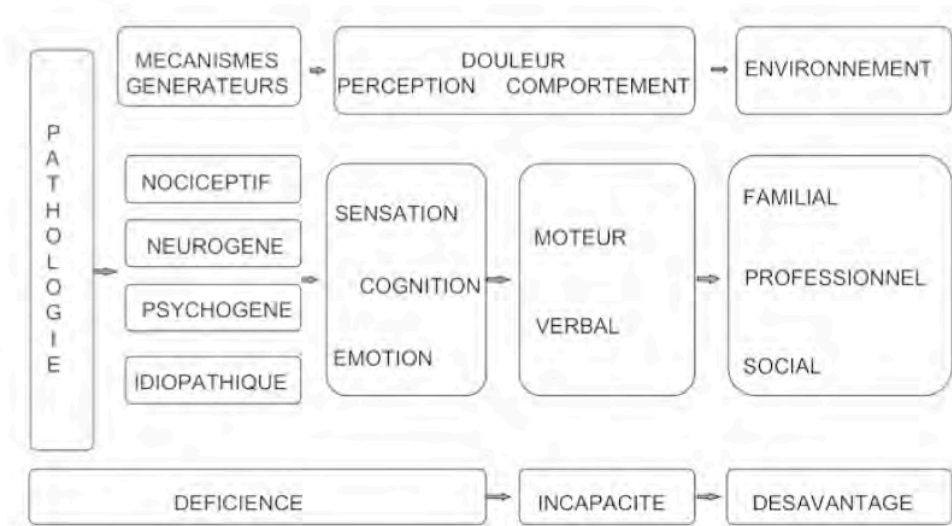 PATHOLOGIE
MECANISMES
GENERATEURS
DOULEUR
PERCEPTION COMPORTEMENT
ENVIRONNEMENT
NOCICEPTIF
NEUROGENE
PSYCHOGENE
IDIOPATHIQUE
SENSATION
COGNITION
EMOTION
MOTEUR
VERBAL
FAMILIAL
PROFESSIONNEL
SOCIAL
DEFICIENCE
INCAPACITE
DESAVANTAGE